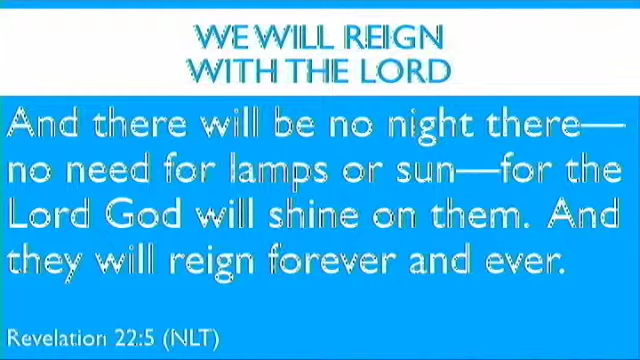 WE WILL REIGN
WITH THE LORD
And there will be no night there—
no need for lamps or sun—for the
Lord God will shine on them. And
they will reign forever and ever.
Revelation 22:5 (NLT)